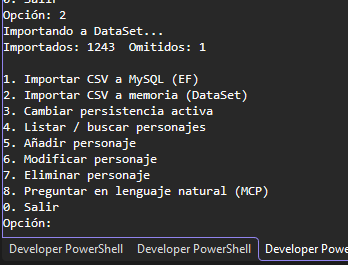 0. Salir
Opción: 2
Importando a DataSet...
Importados: 1243  Omitidos: 1
1. Importar CSV a MySQL (EF)
2. Importar CSV a memoria (DataSet)
3. Cambiar persistencia activa
4. Listar / buscar personajes
5. Añadir personaje
6. Modificar personaje
7. Eliminar personaje
8. Preguntar en lenguaje natural (MCP)
0. Salir
Opción:
Developer PowerShell Developer PowerShell Developer Powe